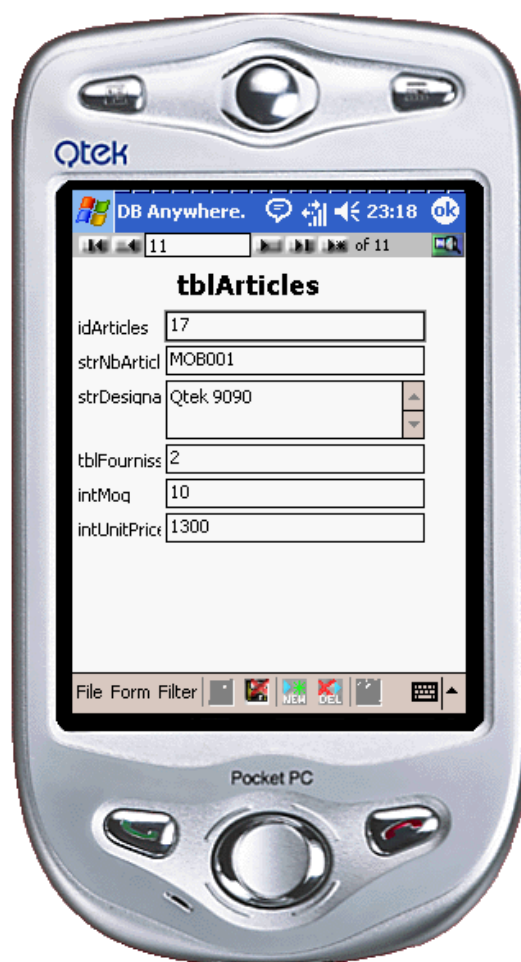 Qtek
DB Anywhere. 23:18 ok
11 of 11
tblArticles
idArticles 17
strNbArticl MOB001
strDesigna Qtek 9090
tblFourniss 2
intMoq 10
intUnitPrice 1300
File Form Filter NEW DEL
Pocket PC